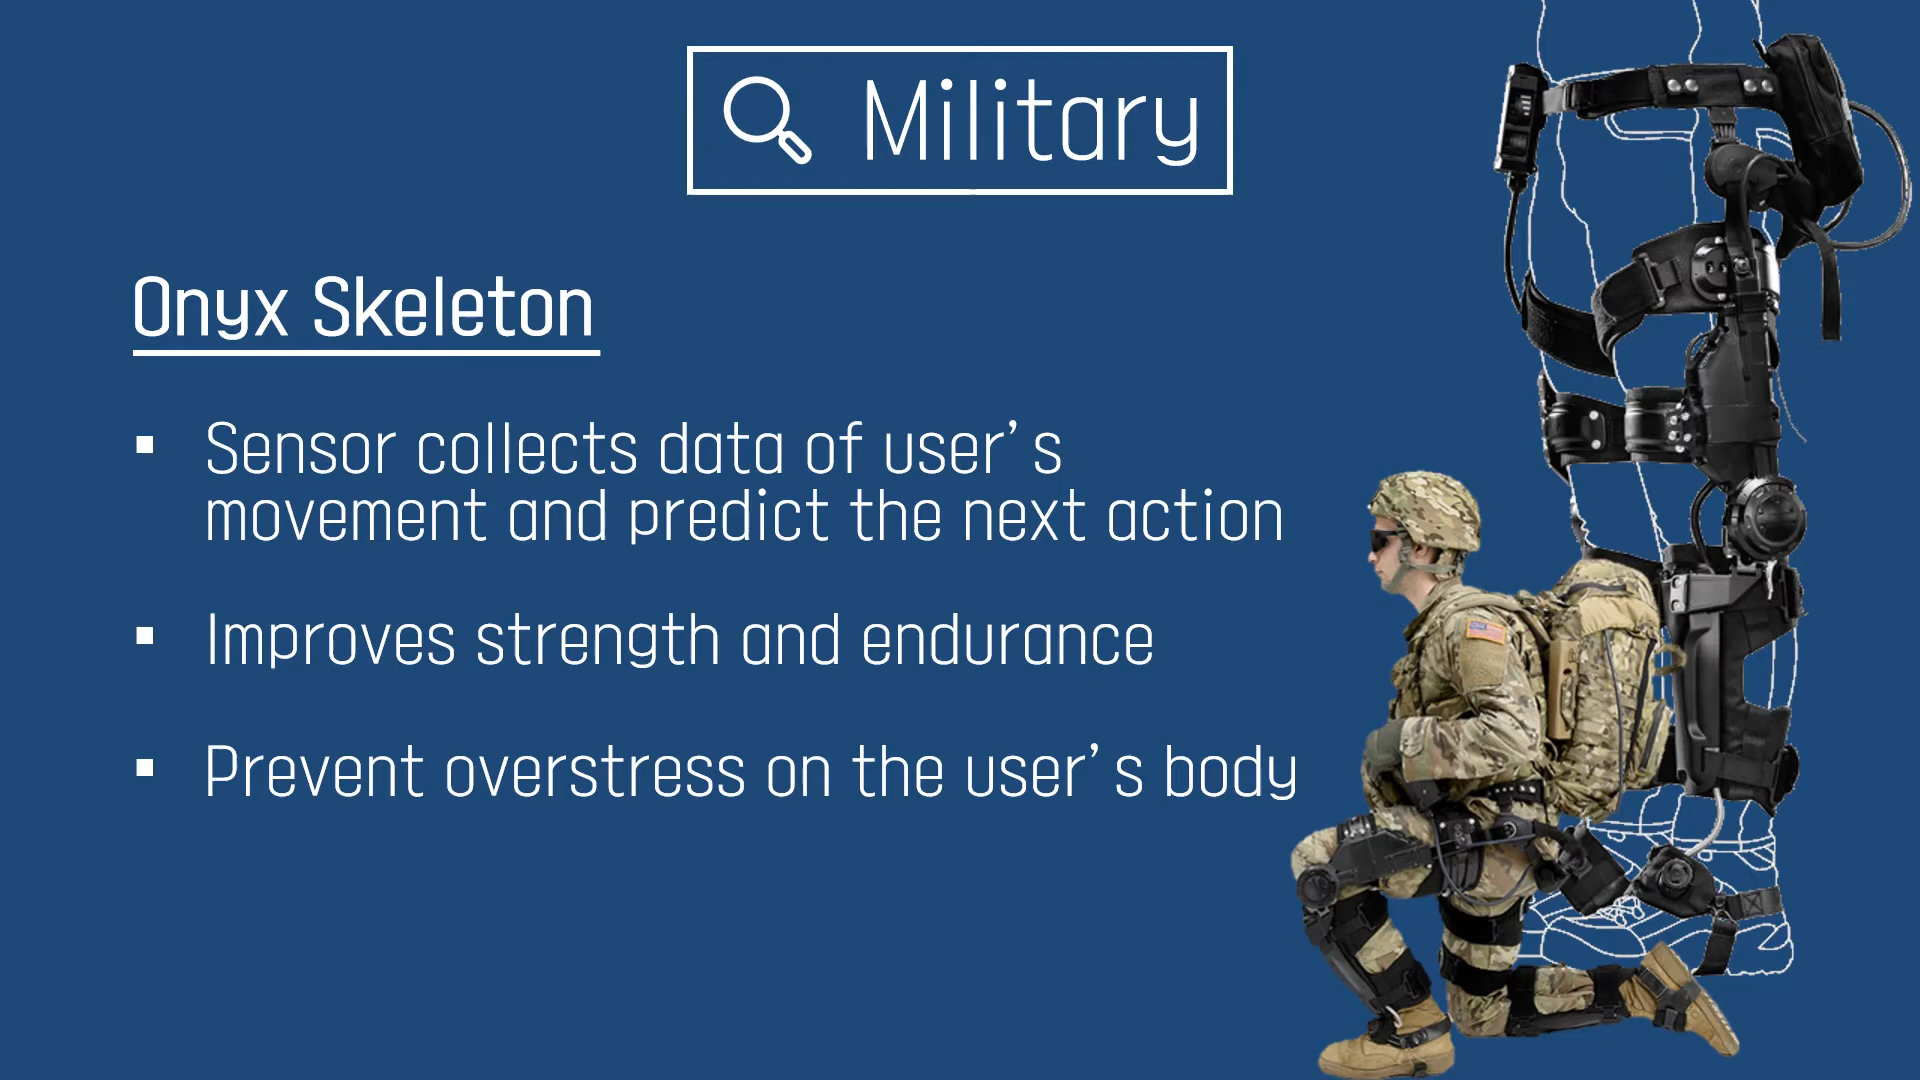 Military
Onyx Skeleton
▪ Sensor collects data of user's
movement and predict the next action
▪ Improves strength and endurance
▪ Prevent overstress on the user's body